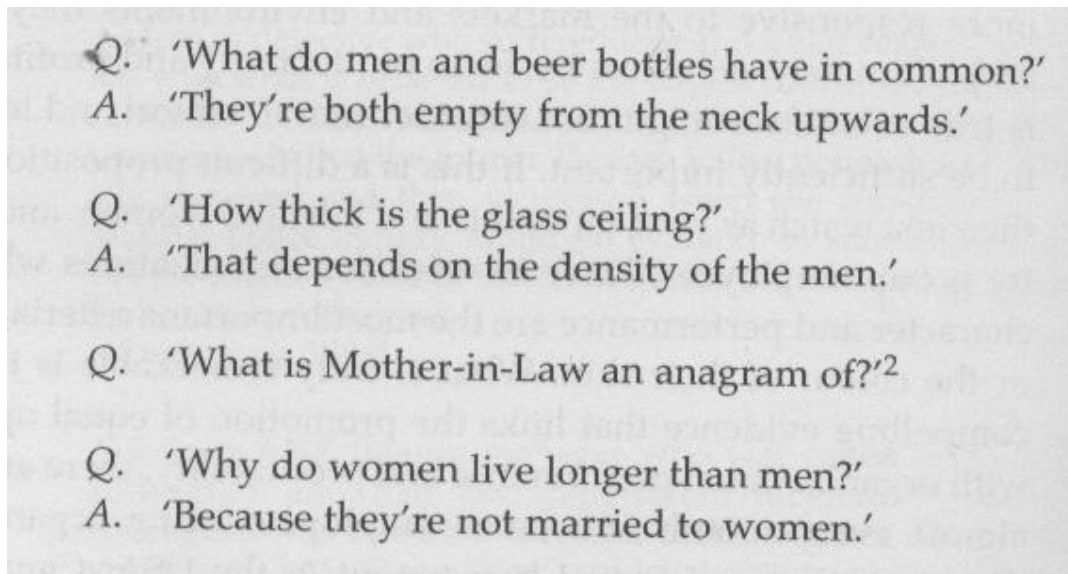 Q. 'What do men and beer bottles have in common?'
A. 'They're both empty from the neck upwards.'
Q. 'How thick is the glass ceiling?'
A. 'That depends on the density of the men.'
Q. 'What is Mother-in-Law an anagram of?'²
Q. 'Why do women live longer than men?'
A. 'Because they're not married to women.'